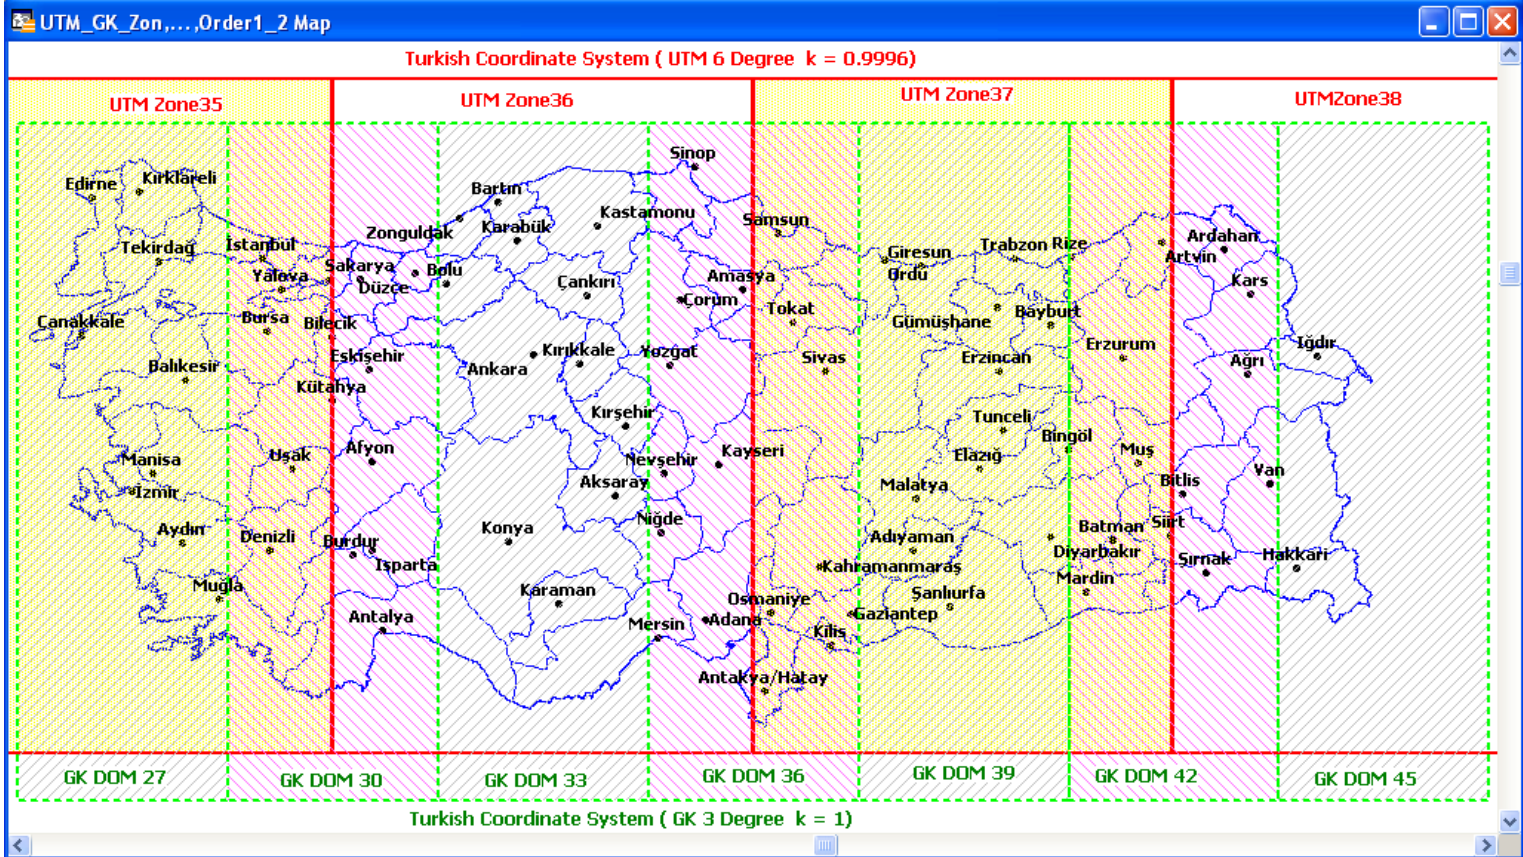 UTM_GK_Zon,...,Order1_2 Map
Turkish Coordinate System ( UTM 6 Degree k = 0.9996)
UTM Zone35
UTM Zone36
UTM Zone37
UTMZone38
Sinop
Edirne
Kırklareli
Bartın
Kastamonu
Samsun
Zonguldak
Karabük
Tekirdağ
İstanbul
Giresun
Trabzon
Rize
Ardahan
Artvin
Sakarya
Bolu
Yalova
Düzce
Çankırı
Amasya
Ordu
Kars
Çorum
Tokat
Çanakkale
Bursa
Bilecik
Gümüşhane
Bayburt
Iğdır
Eskişehir
Kırıkkale
Yozgat
Sivas
Erzincan
Erzurum
Ağrı
Balıkesir
Ankara
Kütahya
Kırşehir
Tunceli
Bingöl
Afyon
Kayseri
Muş
Manisa
Uşak
Nevşehir
Elazığ
Van
İzmir
Aksaray
Malatya
Bitlis
Aydın
Denizli
Burdur
Konya
Niğde
Adıyaman
Batman
Siirt
Isparta
Kahramanmaraş
Diyarbakır
Şırnak
Hakkari
Muğla
Karaman
Osmaniye
Şanlıurfa
Mardin
Antalya
Mersin
Adana
Gaziantep
Kilis
Antakya/Hatay
GK DOM 27
GK DOM 30
GK DOM 33
GK DOM 36
GK DOM 39
GK DOM 42
GK DOM 45
Turkish Coordinate System ( GK 3 Degree k = 1)